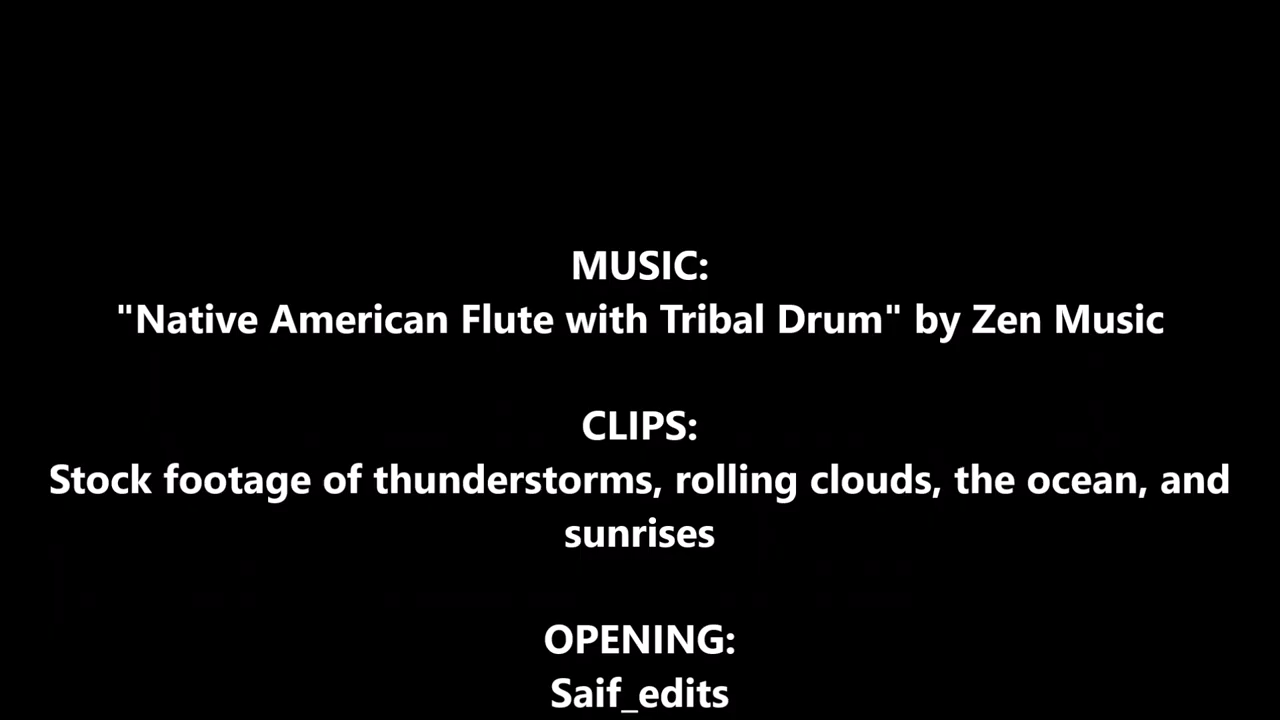 MUSIC:
"Native American Flute with Tribal Drum" by Zen Music
CLIPS:
Stock footage of thunderstorms, rolling clouds, the ocean, and
sunrises
OPENING:
Saif_edits